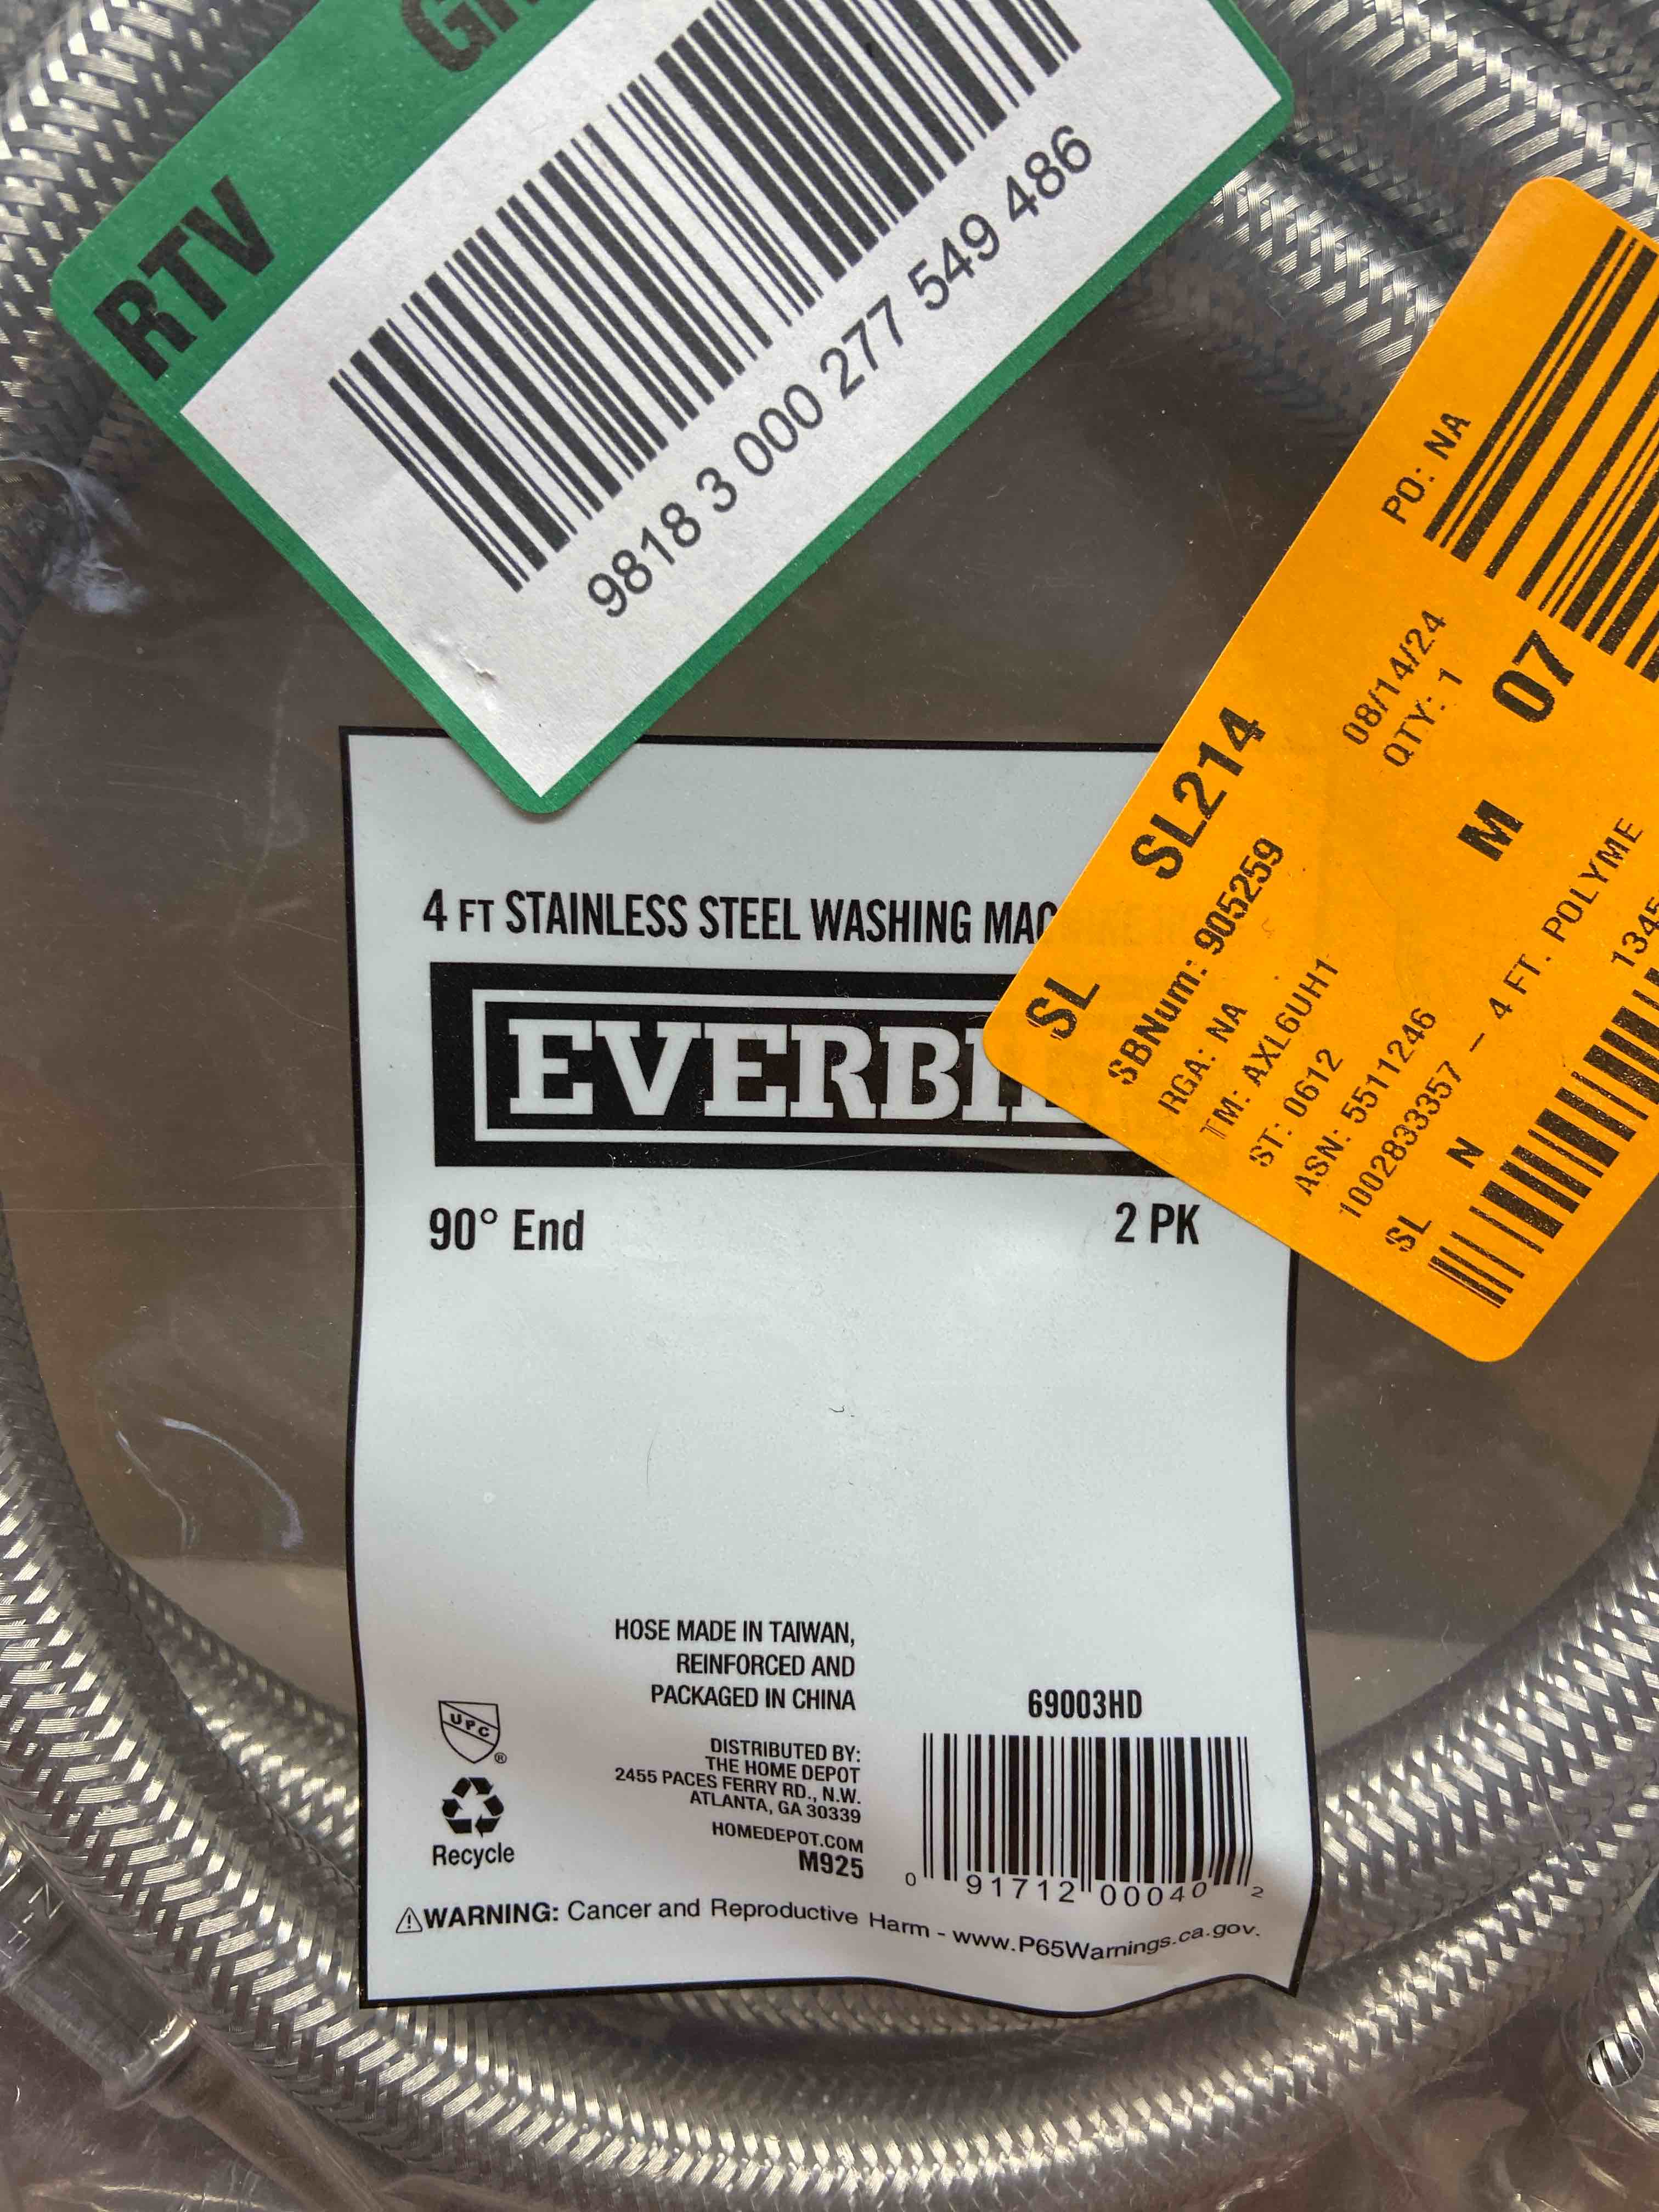 RTV
9818 3 000 277 549 486
SL SL214
PO: NA
SBNum: 905259
08/14/24
RGA: NA
QTY: 1
TM: AXL6UH1
ST: 0612
M 07
ASN: 55112246
1002833357 – 4 FT. POLYME
SL N
4 FT STAINLESS STEEL WASHING
90° End 2 PK
HOSE MADE IN TAIWAN,
REINFORCED AND
PACKAGED IN CHINA
UPC®
Recycle
DISTRIBUTED BY:
THE HOME DEPOT
2455 PACES FERRY RD., N.W.
ATLANTA, GA 30339
HOMEDEPOT.COM
M925
69003HD
0 91712 00040 2
⚠WARNING: Cancer and Reproductive Harm - www.P65Warnings.ca.gov.